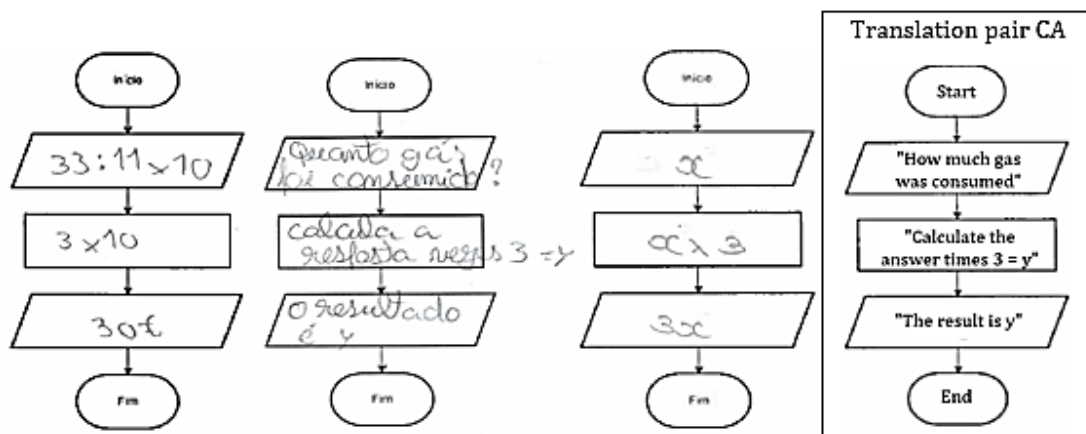 Início
33:11x10
3x10
30€
Fim
Início
Quanto gás
foi consumido?
calcula a
resposta vezes 3 = y
O resultado
é y
Fim
Início
x
x x 3
3x
Fim
Translation pair CA
Start
"How much gas
was consumed"
"Calculate the
answer times 3 = y"
"The result is y"
End